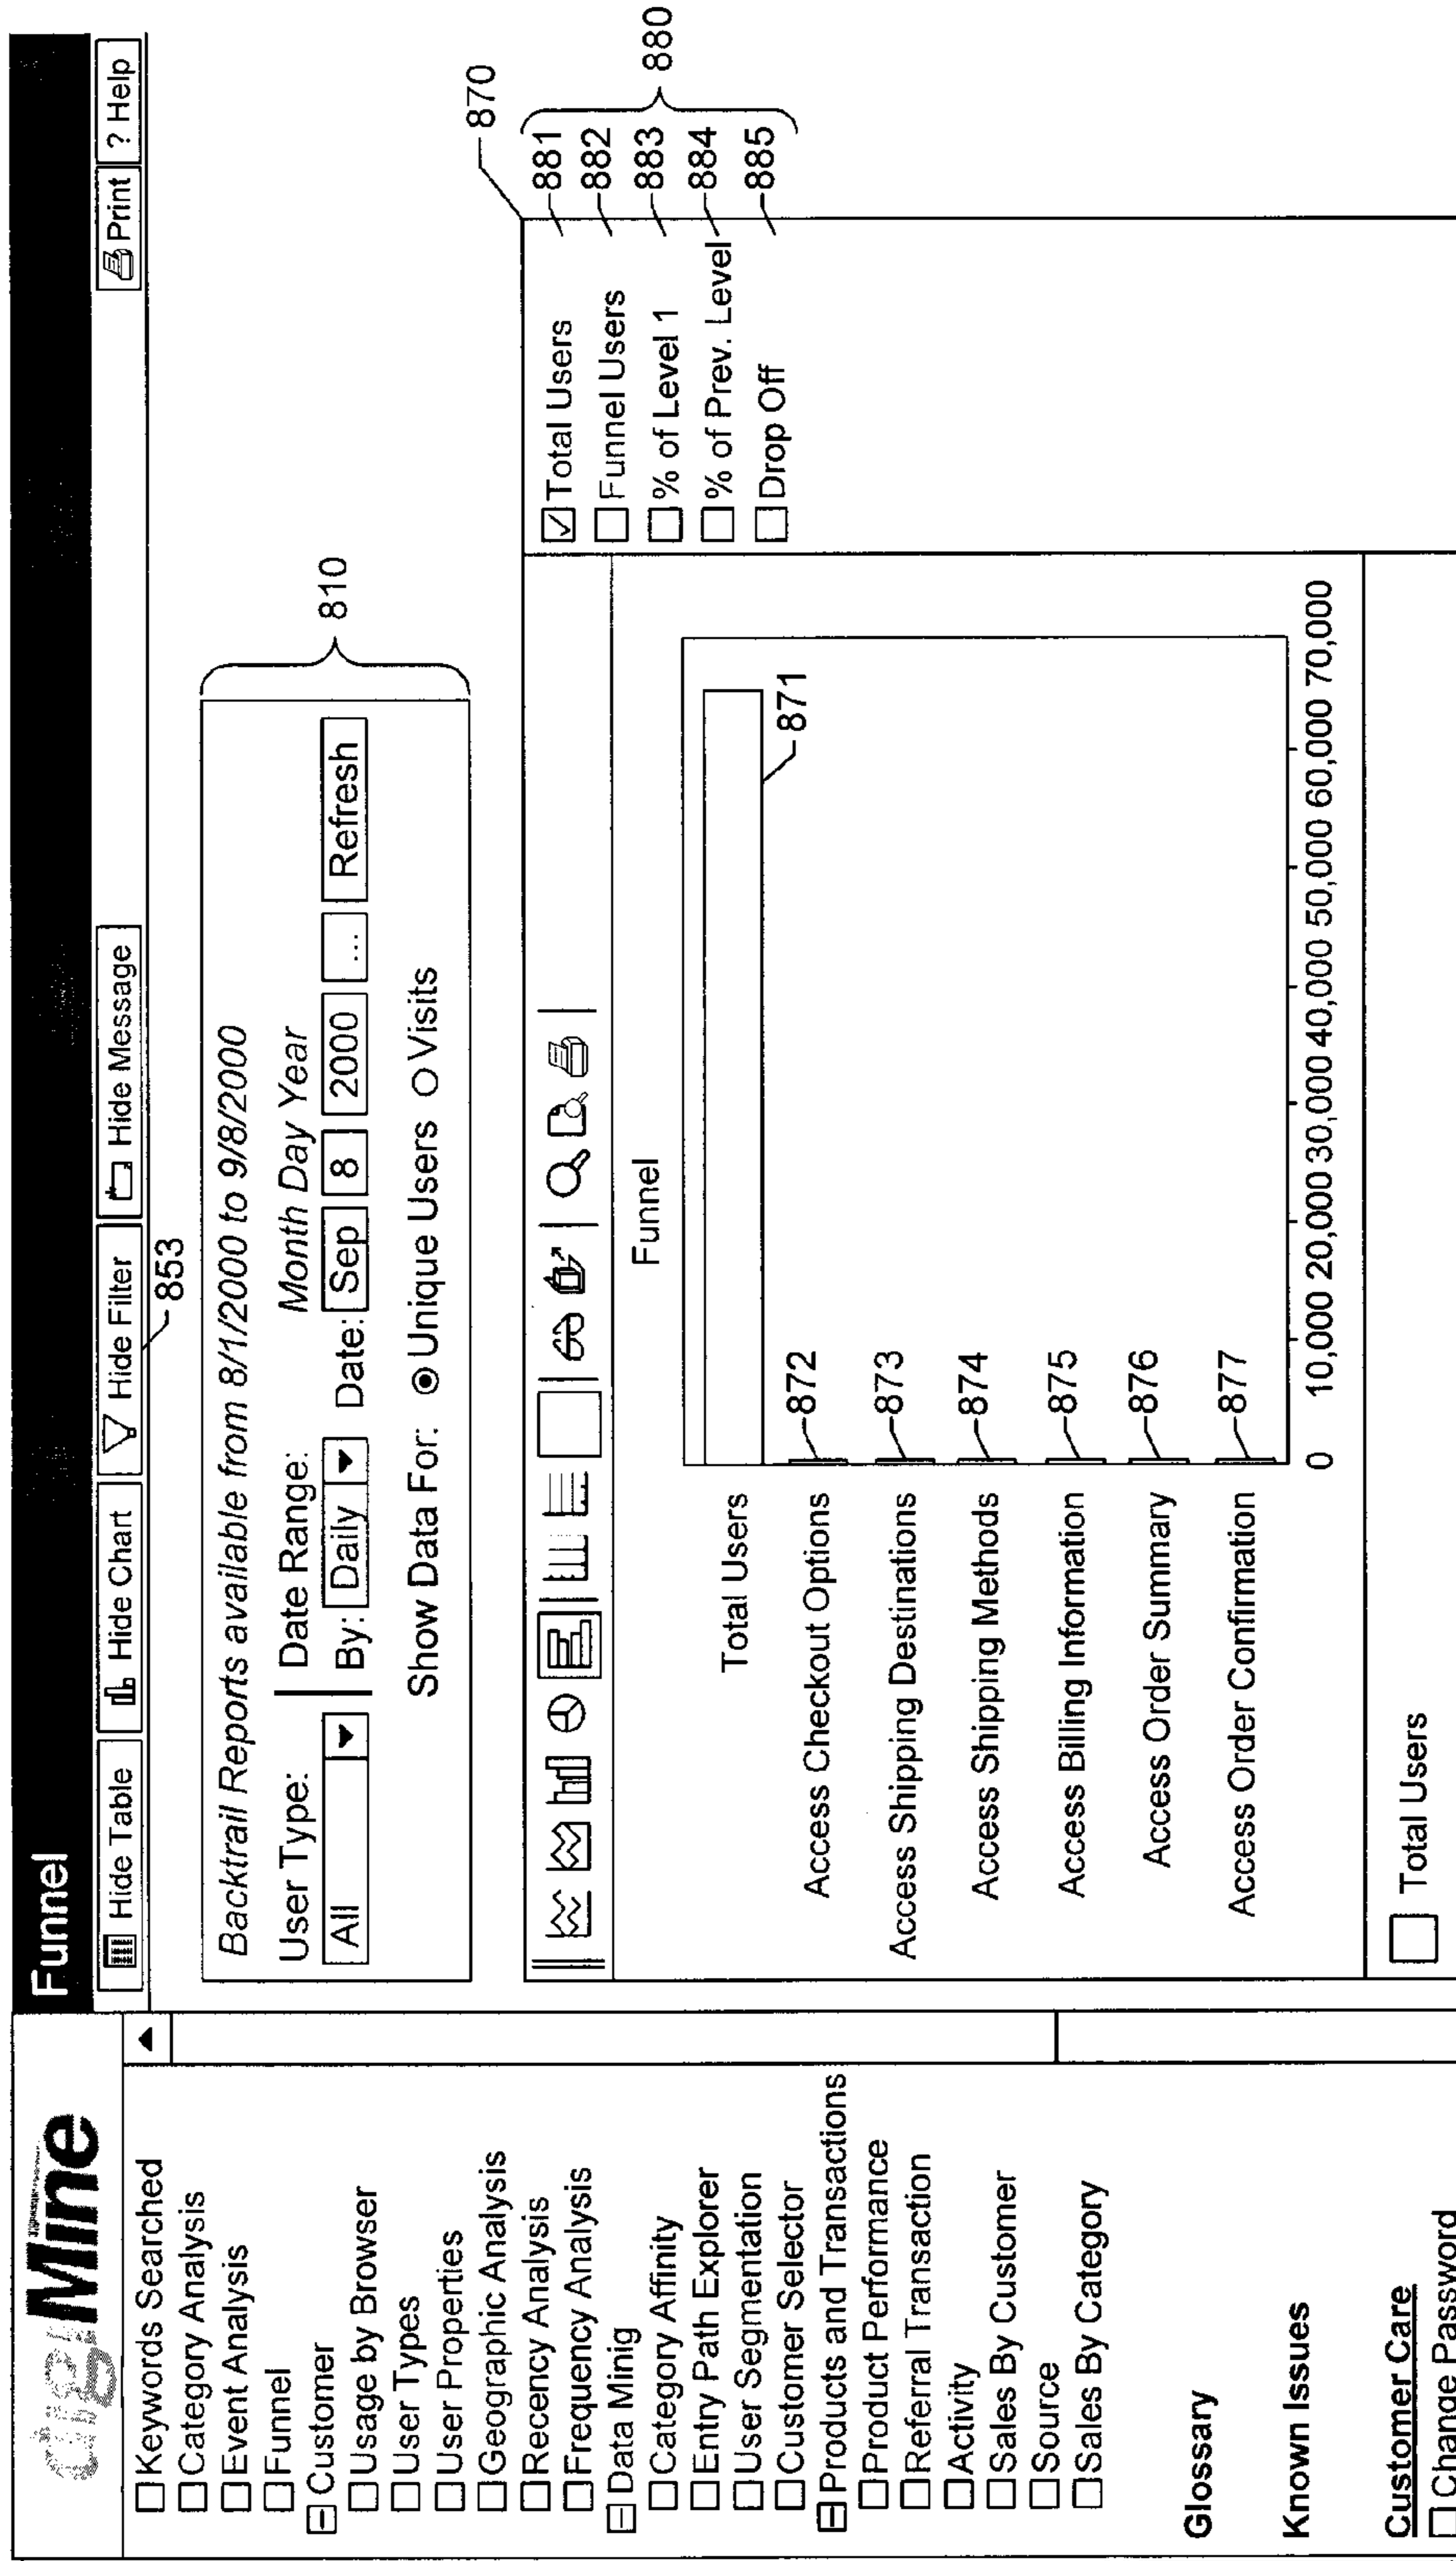 digiMine
Funnel
Hide Table
Hide Chart
Hide Filter
Hide Message
Print
? Help
853
Keywords Searched
Category Analysis
Event Analysis
Funnel
Customer
Usage by Browser
User Types
User Properties
Geographic Analysis
Recency Analysis
Frequency Analysis
Data Minig
Category Affinity
Entry Path Explorer
User Segmentation
Customer Selector
Products and Transactions
Product Performance
Referral Transaction
Activity
Sales By Customer
Source
Sales By Category
Glossary
Known Issues
Customer Care
Change Password
Backtrail Reports available from 8/1/2000 to 9/8/2000
User Type: Date Range: Month Day Year
All By: Daily Date: Sep 8 2000 ... Refresh
Show Data For: Unique Users Visits
810
870
Funnel
Total Users
871
Access Checkout Options
872
Access Shipping Destinations
873
Access Shipping Methods
874
Access Billing Information
875
Access Order Summary
876
Access Order Confirmation
877
0 10,000 20,000 30,000 40,000 50,000 60,000 70,000
Total Users
Total Users 881
Funnel Users 882
% of Level 1 883
% of Prev. Level 884
Drop Off 885
880